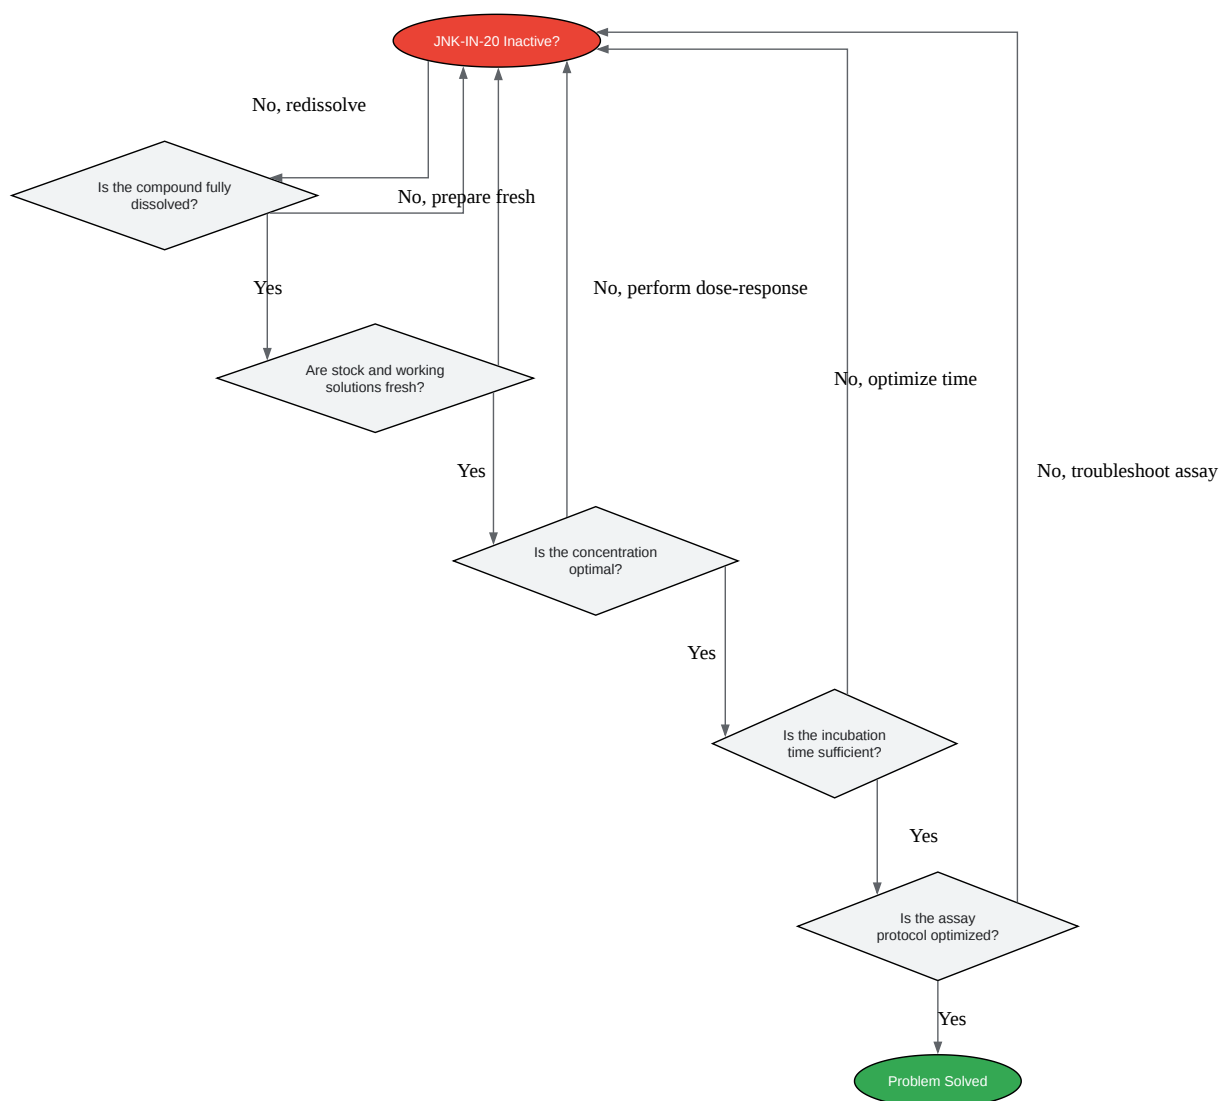 JNK-IN-20 Inactive?
No, redissolve
Is the compound fully
dissolved?
No, prepare fresh
Yes
No, perform dose-response
Are stock and working
solutions fresh?
No, optimize time
Yes
No, troubleshoot assay
Is the concentration
optimal?
Yes
Is the incubation
time sufficient?
Yes
Is the assay
protocol optimized?
Yes
Problem Solved